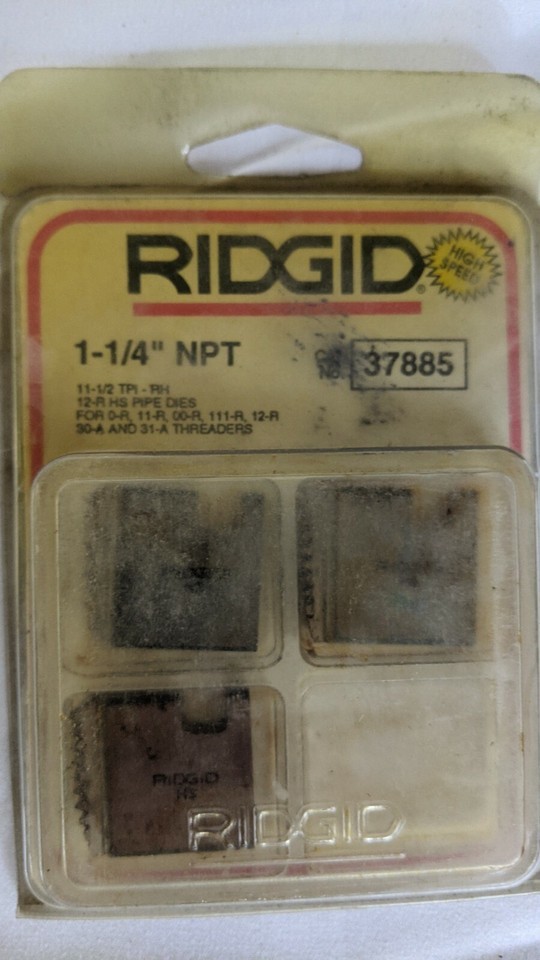 RIDGID®
HIGH
SPEED
1-1/4" NPT
CAT.
NO.
37885
11-1/2 TPI - RH
12-R HS PIPE DIES
FOR 0-R, 11-R, 00-R, 111-R, 12-R
30-A AND 31-A THREADERS
RIDGID
HS
RIDGID